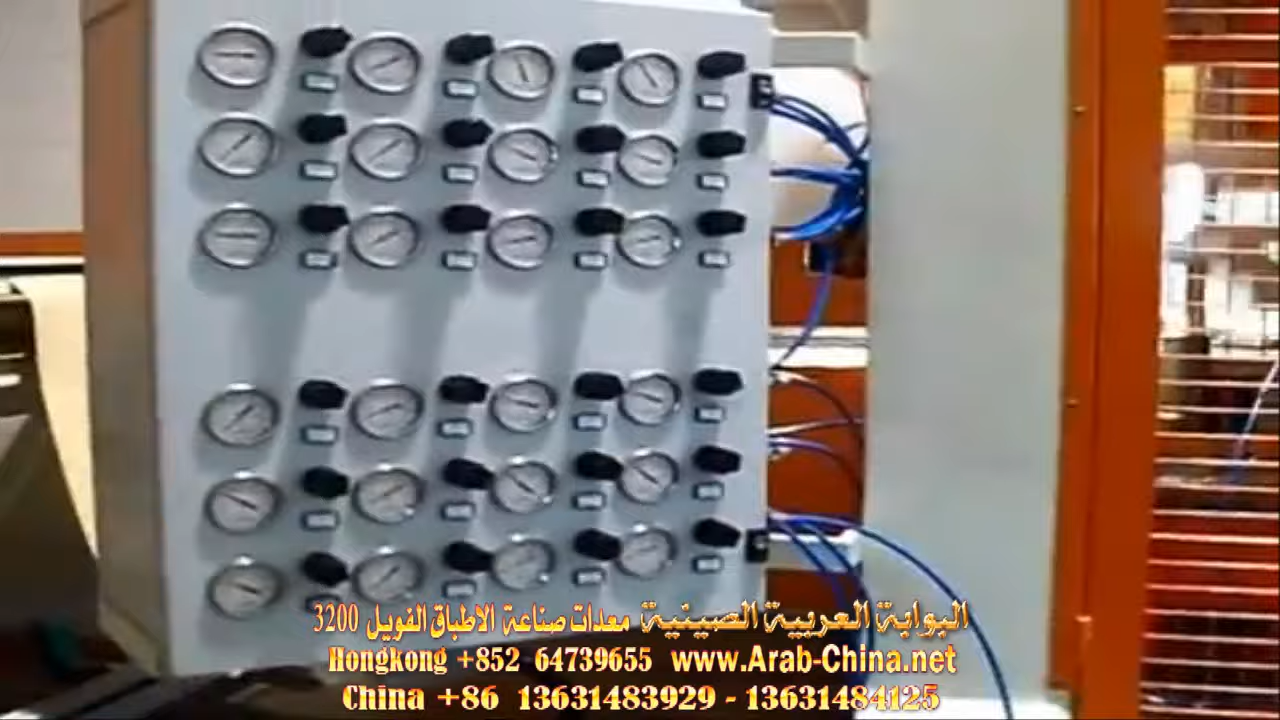 البوابة العربية الصينية معدات صناعة الاطباق الفويل 3200
Hongkong +852 64739655 www.Arab-China.net
China +86 13631483929 - 13631484125